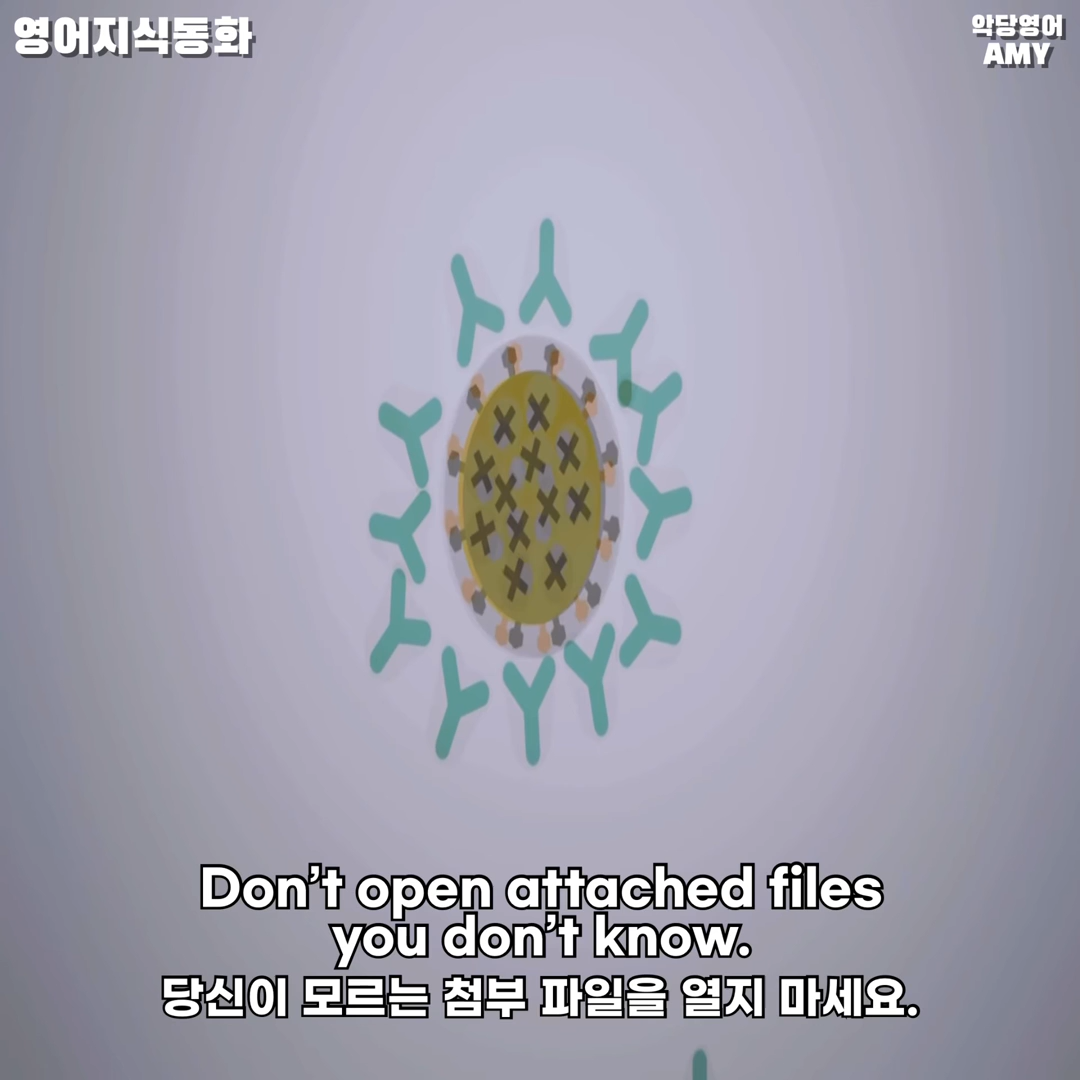 영어지식동화
악당영어
AMY
Don't open attached files
you don't know.
당신이 모르는 첨부 파일을 열지 마세요.